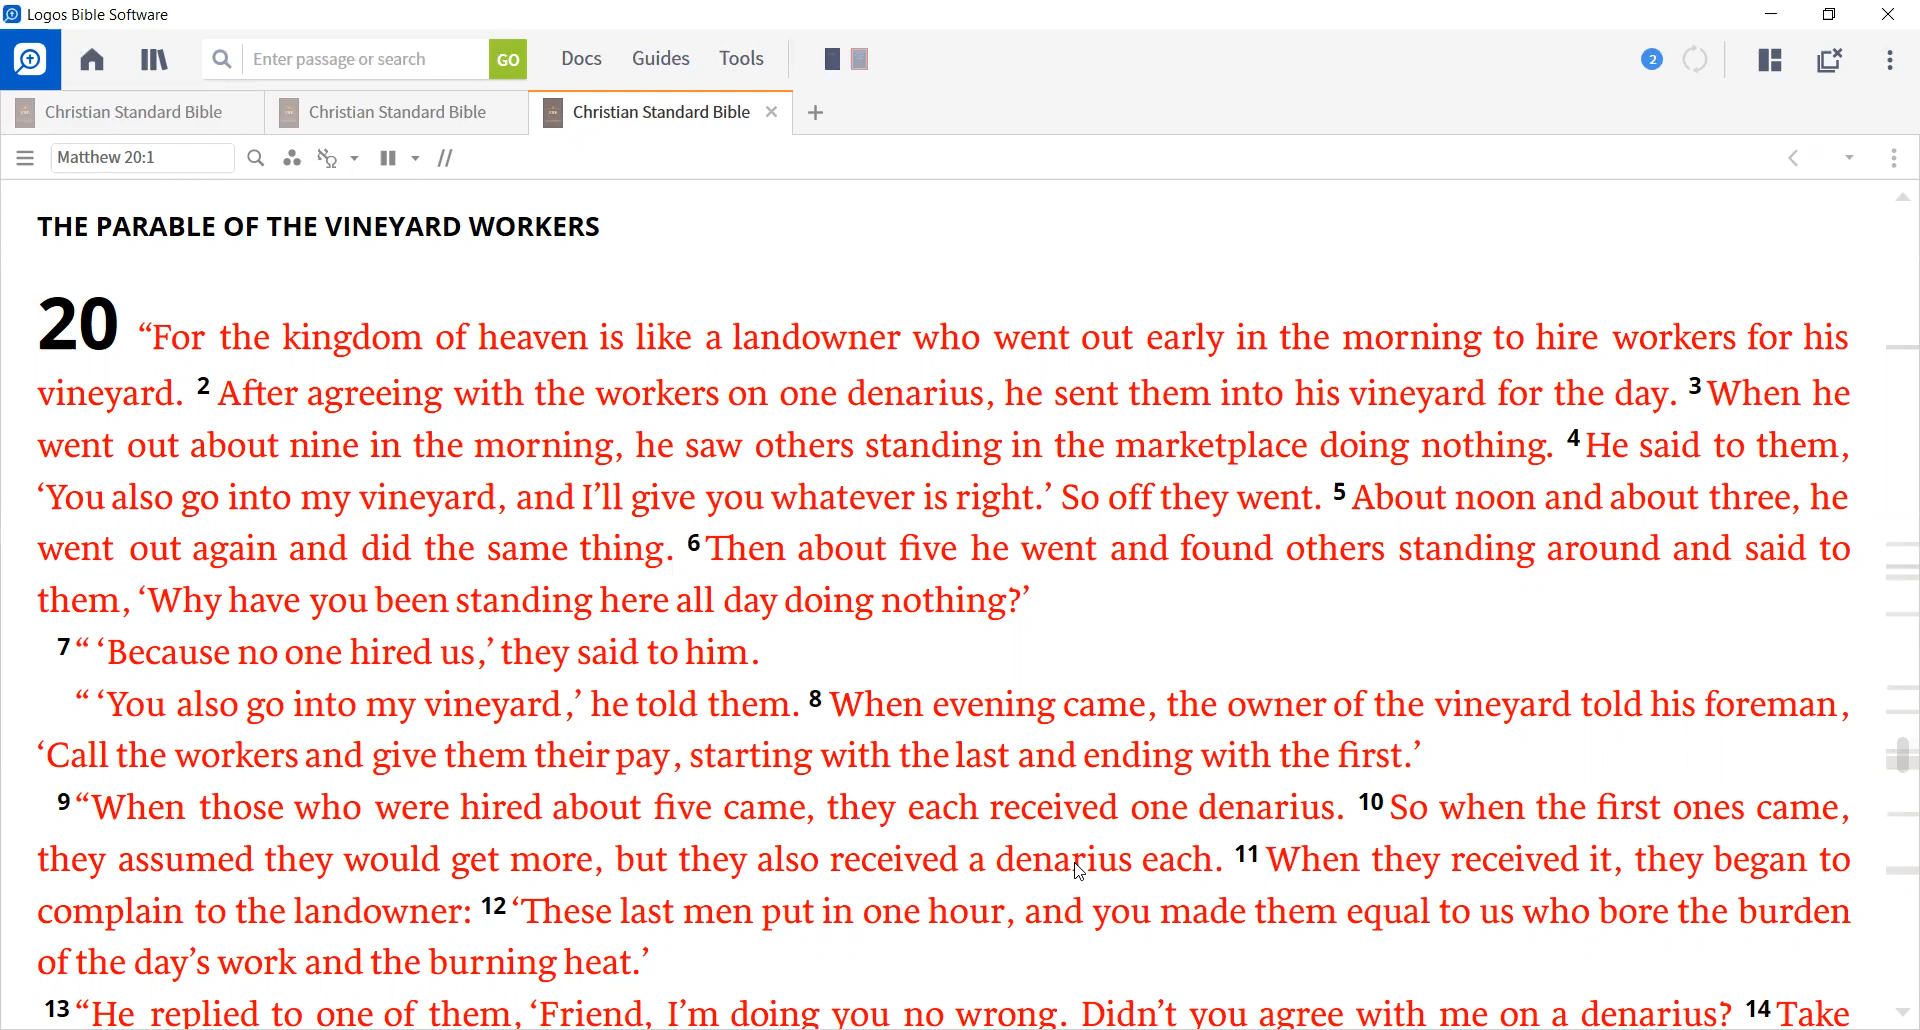 Logos Bible Software
Enter passage or search GO Docs Guides Tools 2
Christian Standard Bible Christian Standard Bible Christian Standard Bible
Matthew 20:1
THE PARABLE OF THE VINEYARD WORKERS
20 “For the kingdom of heaven is like a landowner who went out early in the morning to hire workers for his
vineyard. 2 After agreeing with the workers on one denarius, he sent them into his vineyard for the day. 3 When he
went out about nine in the morning, he saw others standing in the marketplace doing nothing. 4 He said to them,
‘You also go into my vineyard, and I’ll give you whatever is right.’ So off they went. 5 About noon and about three, he
went out again and did the same thing. 6 Then about five he went and found others standing around and said to
them, ‘Why have you been standing here all day doing nothing?’
7 “ ‘Because no one hired us,’ they said to him.
“ ‘You also go into my vineyard,’ he told them. 8 When evening came, the owner of the vineyard told his foreman,
‘Call the workers and give them their pay, starting with the last and ending with the first.’
9 “When those who were hired about five came, they each received one denarius. 10 So when the first ones came,
they assumed they would get more, but they also received a denarius each. 11 When they received it, they began to
complain to the landowner: 12 ‘These last men put in one hour, and you made them equal to us who bore the burden
of the day’s work and the burning heat.’
13 “He replied to one of them, ‘Friend, I’m doing you no wrong. Didn’t you agree with me on a denarius? 14 Take